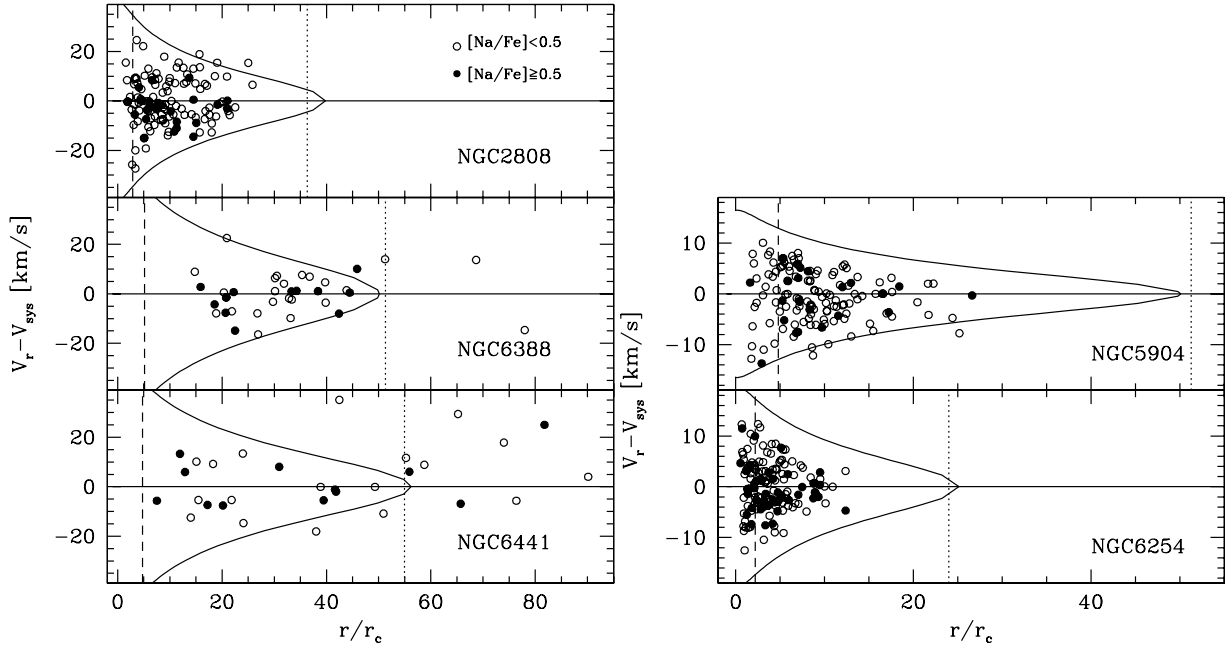 [Na/Fe]<0.5
[Na/Fe]≥0.5
20
0
−20
NGC2808
20
0
−20
NGC6388
20
0
−20
NGC6441
V_r−V_sys [km/s]
0 20 40 60 80
r/r_c
10
0
−10
NGC5904
10
0
−10
NGC6254
V_r−V_sys [km/s]
0 20 40
r/r_c